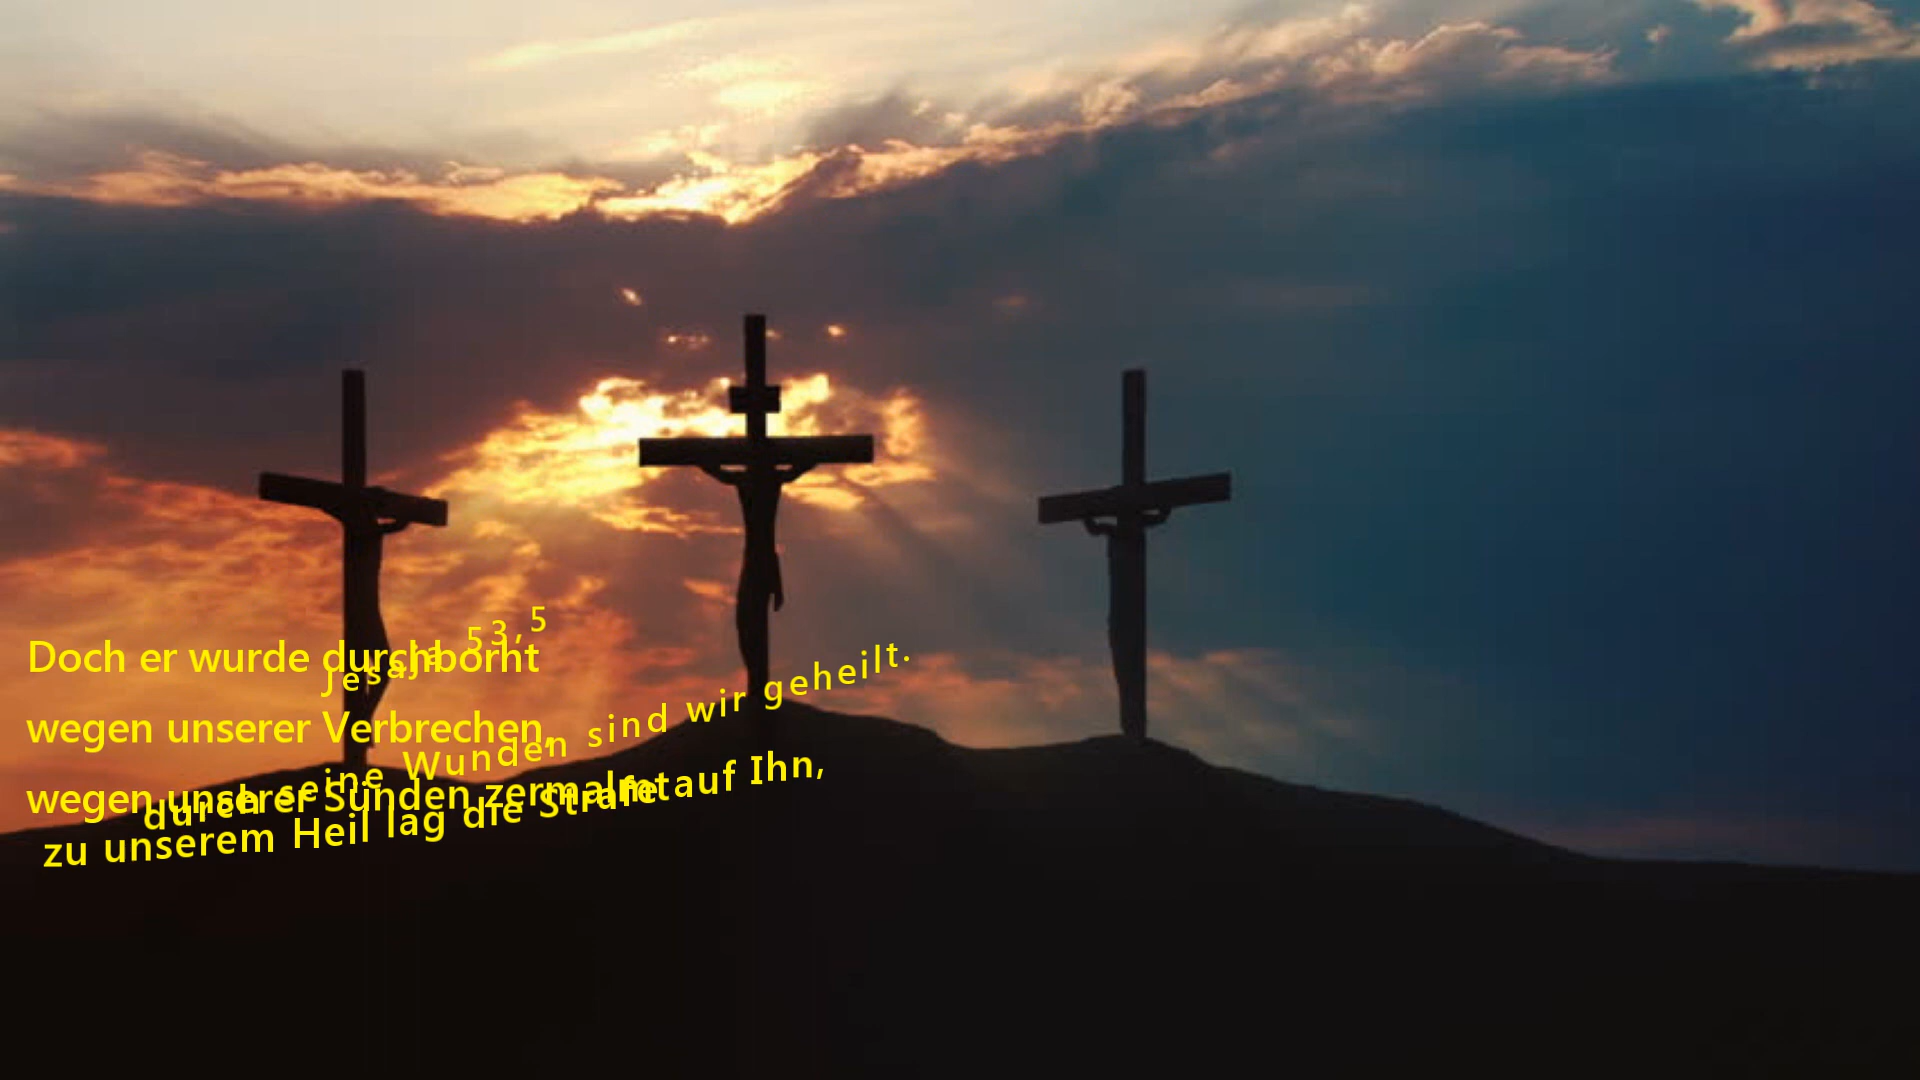 Doch er wurde durchbohrt
wegen unserer Verbrechen,
wegen unserer Sünden zermalmt
zu unserem Heil lag die Strafe auf Ihn,
durch seine Wunden sind wir geheilt.
Jesaja 53,5